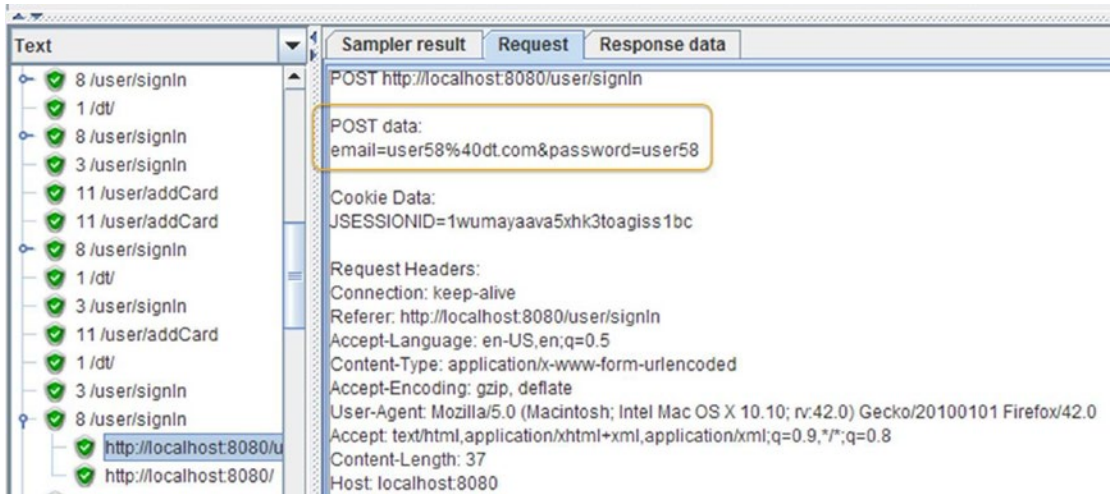 Text
8 /user/signIn
1 /dt/
8 /user/signIn
3 /user/signIn
11 /user/addCard
11 /user/addCard
8 /user/signIn
1 /dt/
3 /user/signIn
11 /user/addCard
1 /dt/
3 /user/signIn
8 /user/signIn
http://localhost:8080/u
http://localhost:8080/
Sampler result
Request
Response data
POST http://localhost:8080/user/signIn
POST data:
email=user58%40dt.com&password=user58
Cookie Data:
JSESSIONID=1wumayaava5xhk3toagiss1bc
Request Headers:
Connection: keep-alive
Referer: http://localhost:8080/user/signIn
Accept-Language: en-US,en;q=0.5
Content-Type: application/x-www-form-urlencoded
Accept-Encoding: gzip, deflate
User-Agent: Mozilla/5.0 (Macintosh; Intel Mac OS X 10.10; rv:42.0) Gecko/20100101 Firefox/42.0
Accept: text/html,application/xhtml+xml,application/xml;q=0.9,*/*;q=0.8
Content-Length: 37
Host: localhost:8080